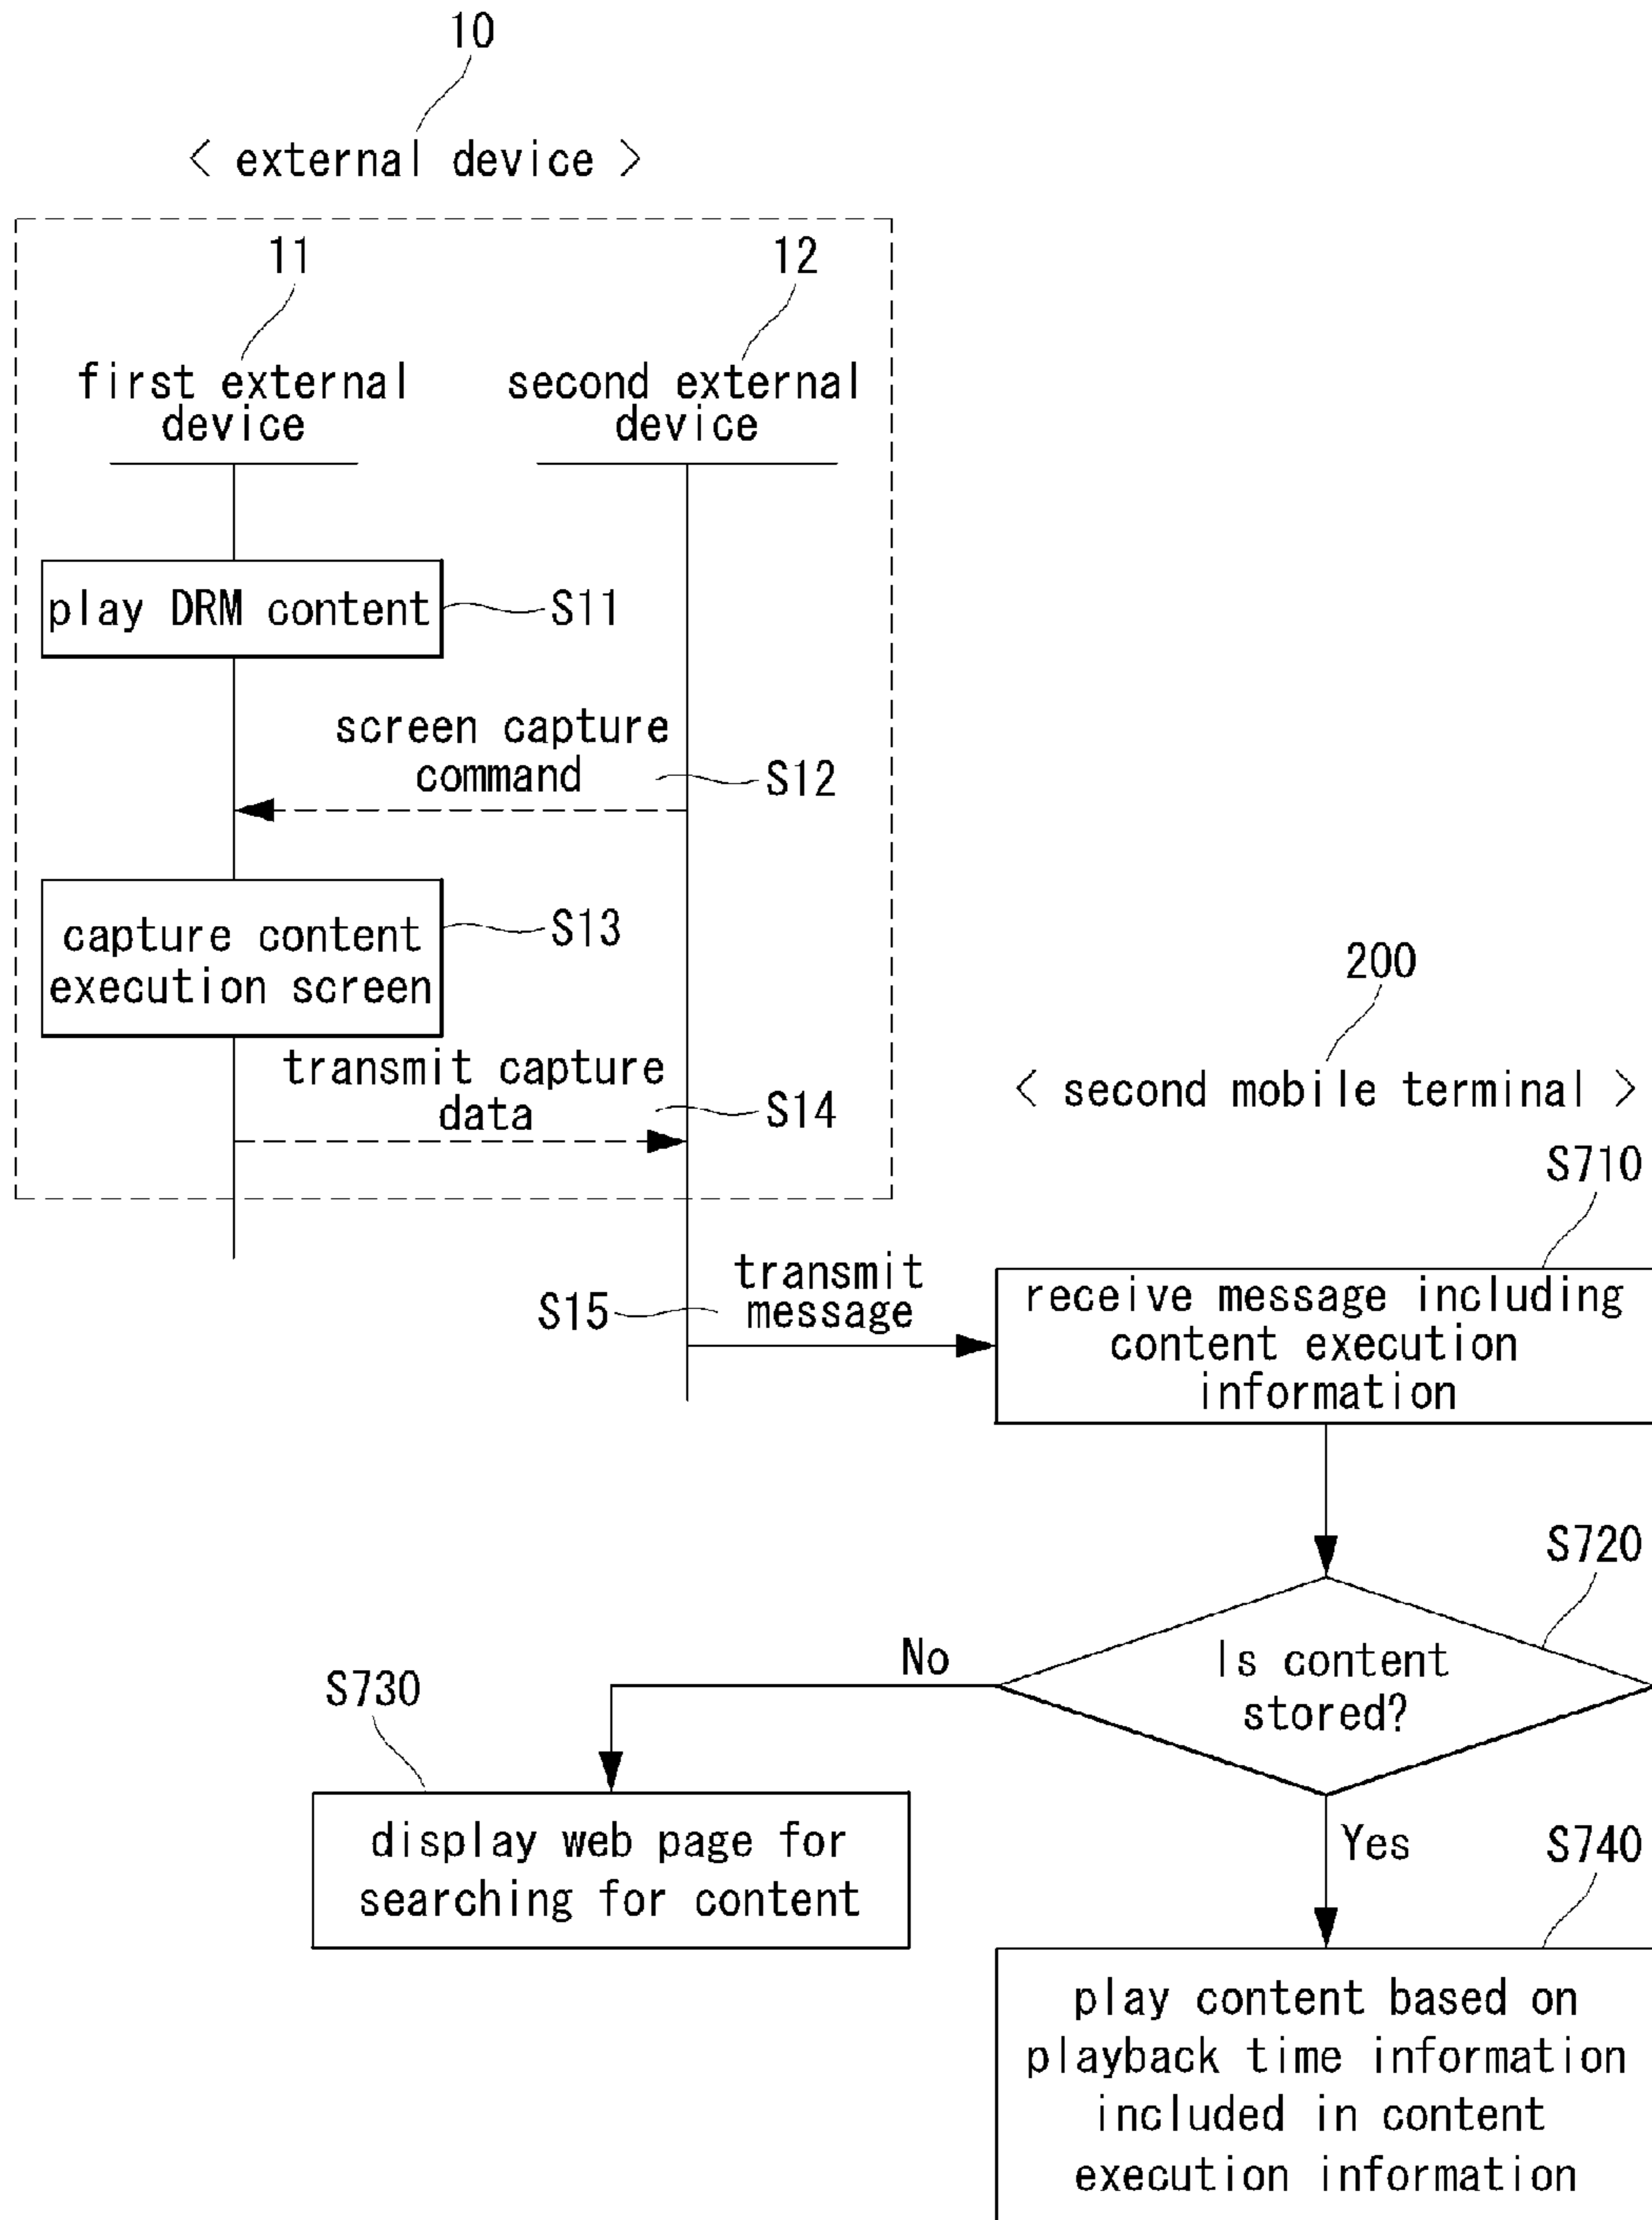 10
< external device >
11
12
first external
device
second external
device
play DRM content
S11
screen capture
command
S12
capture content
execution screen
S13
transmit capture
data
S14
200
< second mobile terminal >
S710
transmit
message
S15
receive message including
content execution
information
S720
Is content
stored?
No
S730
display web page for
searching for content
Yes
S740
play content based on
playback time information
included in content
execution information